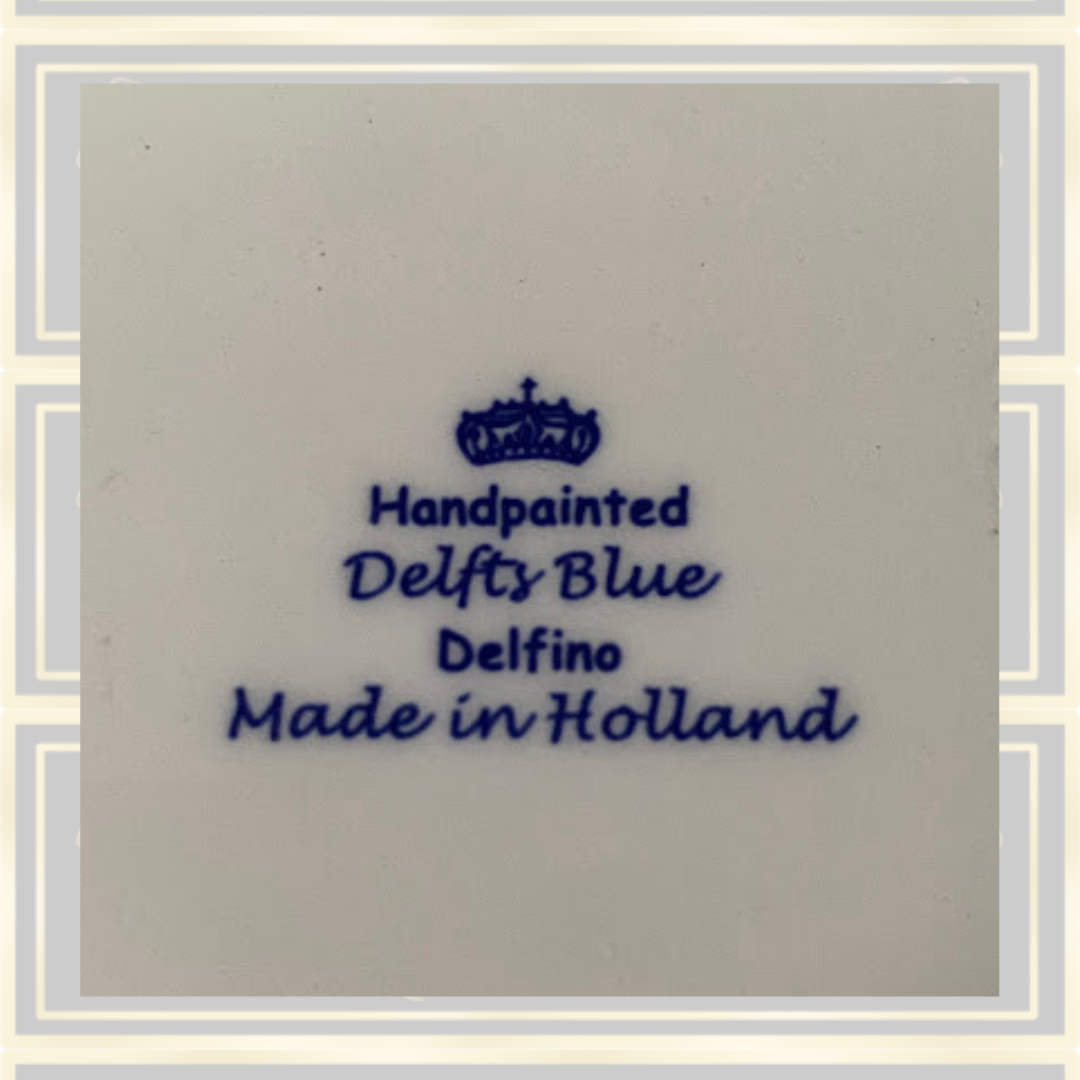 Handpainted
Delfts Blue
Delfino
Made in Holland